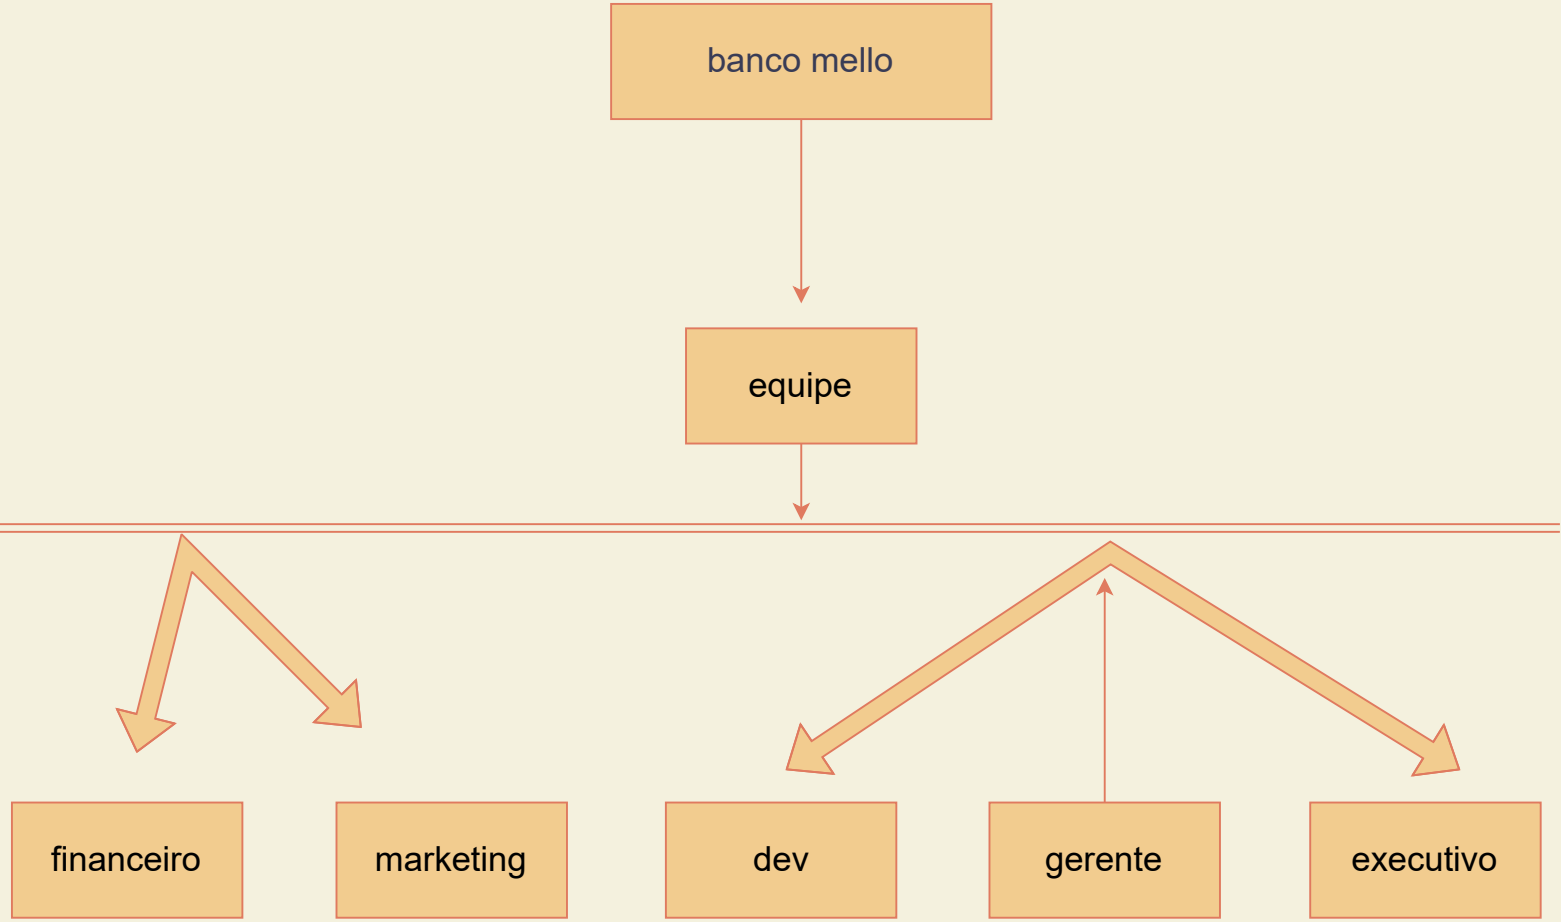 banco mello
equipe
financeiro
marketing
dev
gerente
executivo